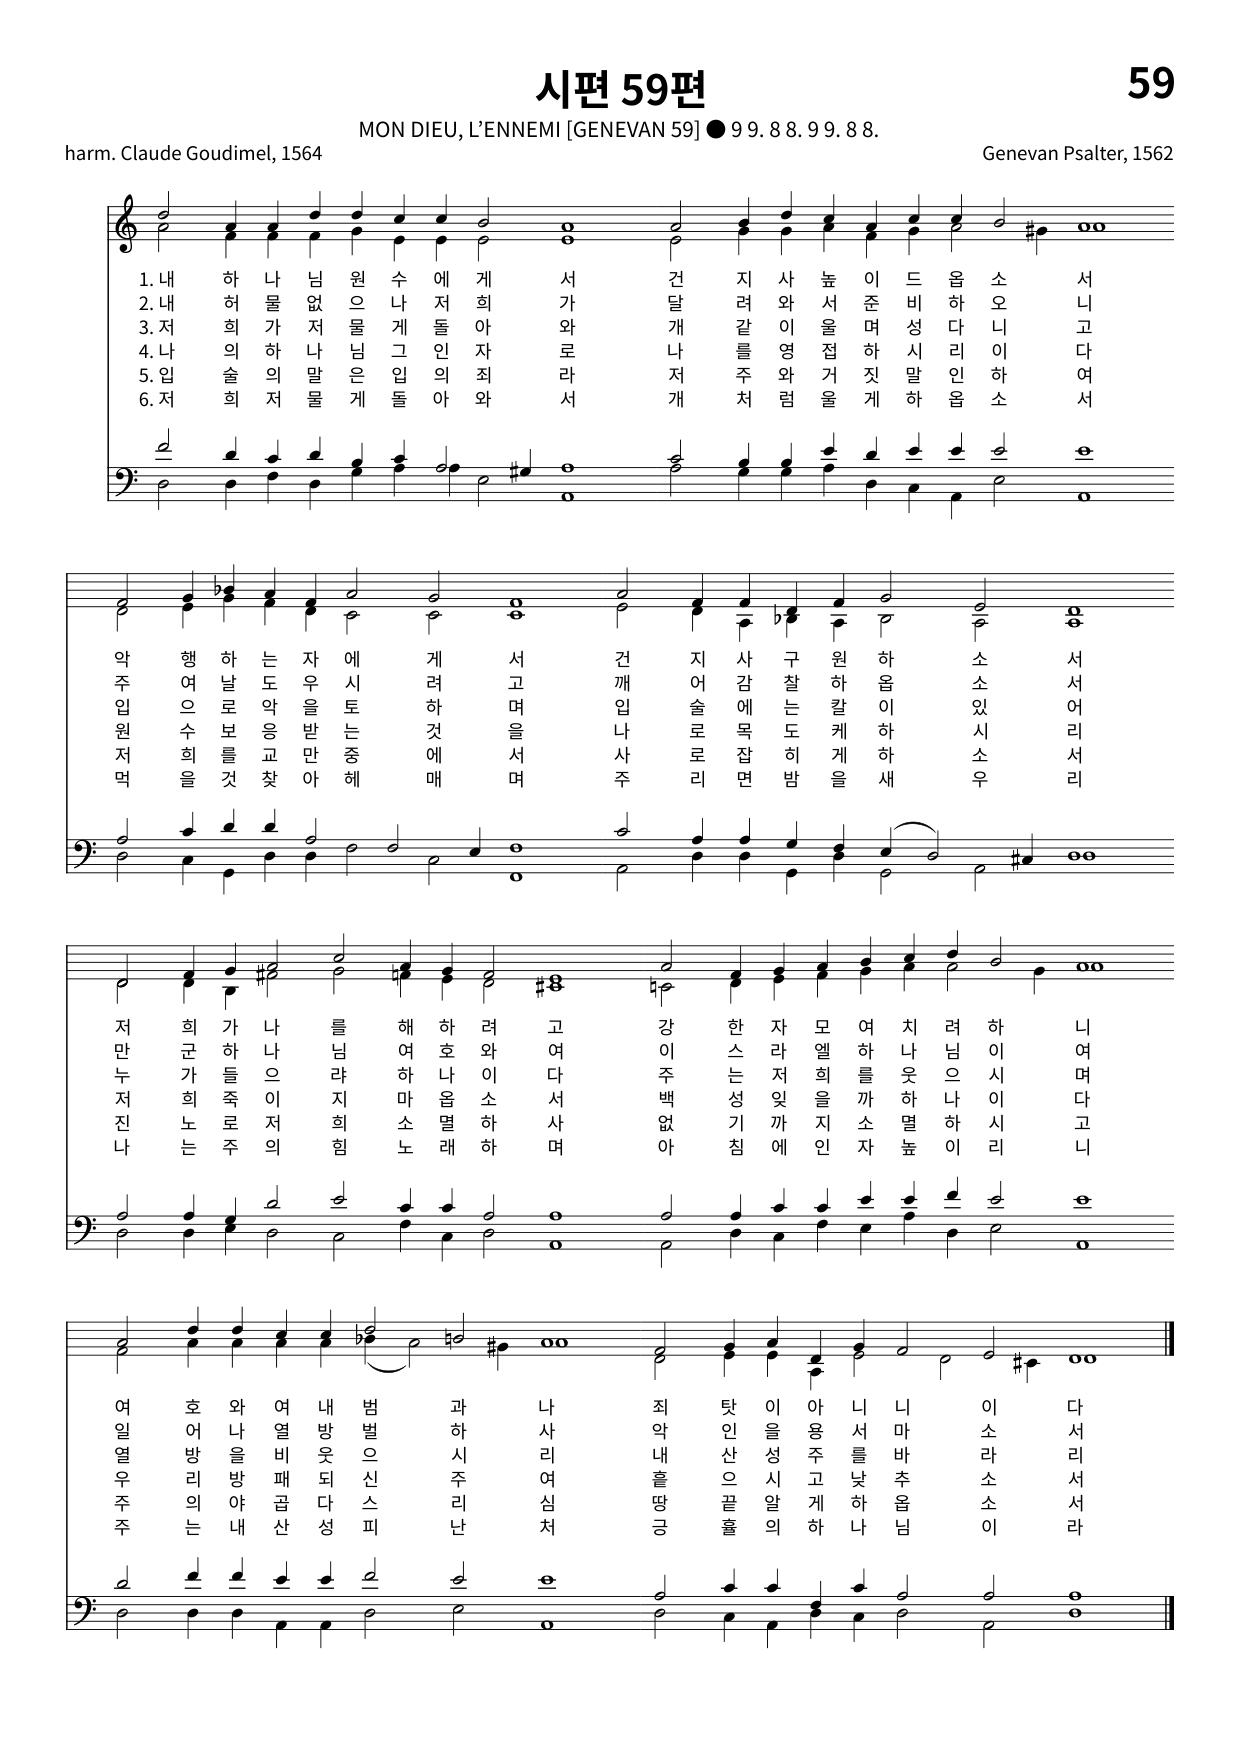 시편 59편
59
MON DIEU, L’ENNEMI [GENEVAN 59] ● 9 9. 8 8. 9 9. 8 8.
harm. Claude Goudimel, 1564
Genevan Psalter, 1562
1. 내 하 나 님 원 수 에 게 서 건 지 사 높 이 드 옵 소 서
2. 내 허 물 없 으 나 저 희 가 달 려 와 서 준 비 하 오 니
3. 저 희 가 저 물 게 돌 아 와 개 같 이 울 며 성 다 니 고
4. 나 의 하 나 님 그 인 자 로 나 를 영 접 하 시 리 이 다
5. 입 술 의 말 은 입 의 죄 라 저 주 와 거 짓 말 인 하 여
6. 저 희 저 물 게 돌 아 와 서 개 처 럼 울 게 하 옵 소 서
악 행 하 는 자 에 게 서 건 지 사 구 원 하 소 서
주 여 날 도 우 시 려 고 깨 어 감 찰 하 옵 소 서
입 으 로 악 을 토 하 며 입 술 에 는 칼 이 있 어
원 수 보 응 받 는 것 을 나 로 목 도 케 하 시 리
저 희 를 교 만 중 에 서 사 로 잡 히 게 하 소 서
먹 을 것 찾 아 헤 매 며 주 리 면 밤 을 새 우 리
저 희 가 나 를 해 하 려 고 강 한 자 모 여 치 려 하 니
만 군 하 나 님 여 호 와 여 이 스 라 엘 하 나 님 이 여
누 가 들 으 랴 하 나 이 다 주 는 저 희 를 웃 으 시 며
저 희 죽 이 지 마 옵 소 서 백 성 잊 을 까 하 나 이 다
진 노 로 저 희 소 멸 하 사 없 기 까 지 소 멸 하 시 고
나 는 주 의 힘 노 래 하 며 아 침 에 인 자 높 이 리 니
여 호 와 여 내 범 과 나 죄 탓 이 아 니 니 이 다
일 어 나 열 방 벌 하 사 악 인 을 용 서 마 소 서
열 방 을 비 웃 으 시 리 내 산 성 주 를 바 라 리
우 리 방 패 되 신 주 여 흩 으 시 고 낮 추 소 서
주 의 야 곱 다 스 리 심 땅 끝 알 게 하 옵 소 서
주 는 내 산 성 피 난 처 긍 휼 의 하 나 님 이 라